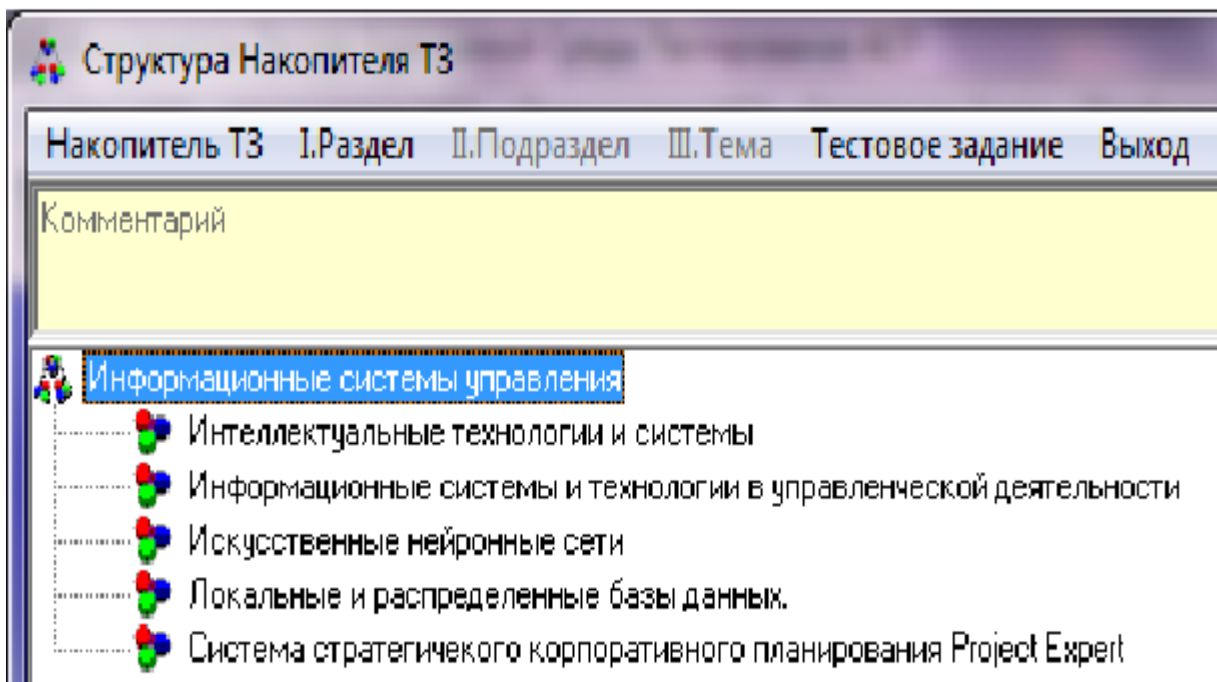 Структура Накопителя ТЗ
Накопитель ТЗ I.Раздел II.Подраздел III.Тема Тестовое задание Выход
Комментарий
Информационные системы управления
Интеллектуальные технологии и системы
Информационные системы и технологии в управленческой деятельности
Искусственные нейронные сети
Локальные и распределенные базы данных.
Система стратегичекого корпоративного планирования Project Expert